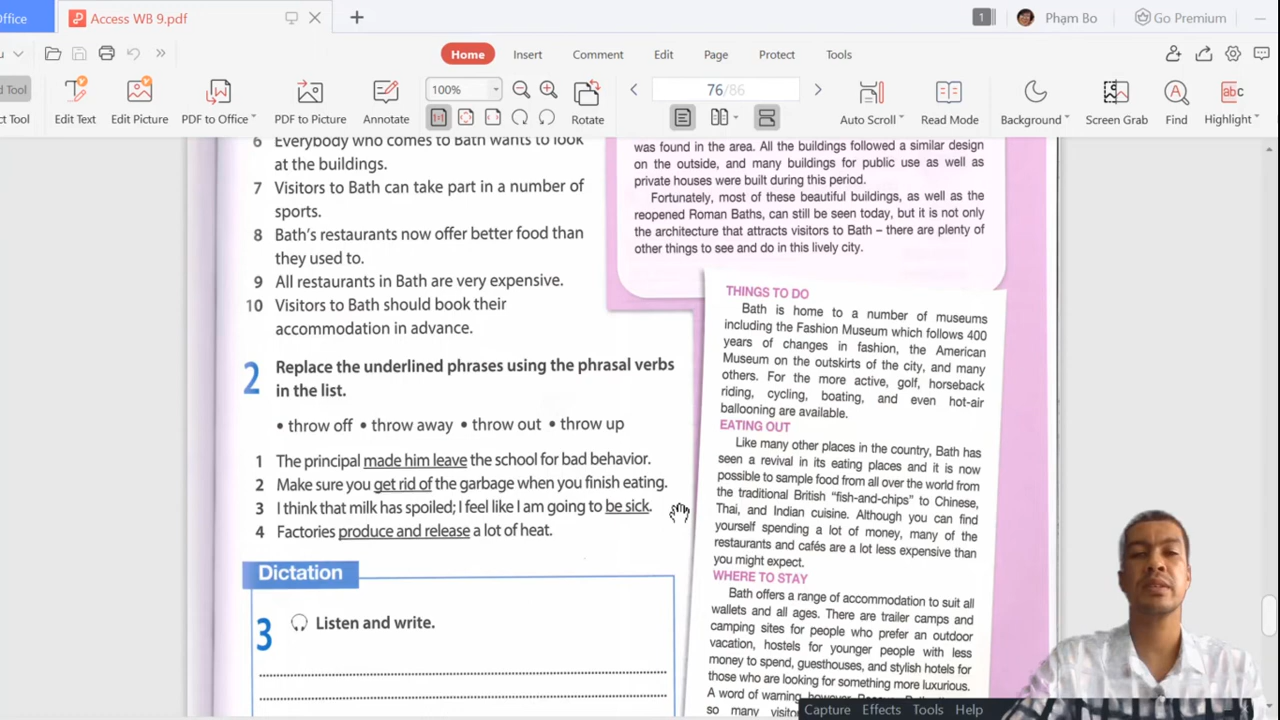 Office
Access WB 9.pdf
1
Phạm Bo
Go Premium
Home
Insert
Comment
Edit
Page
Protect
Tools
100%
76/86
Edit Text
Edit Picture
PDF to Office
PDF to Picture
Annotate
Rotate
Auto Scroll
Read Mode
Background
Screen Grab
Find
Highlight
6 Everybody who comes to Bath wants to look
at the buildings.
7 Visitors to Bath can take part in a number of
sports.
8 Bath's restaurants now offer better food than
they used to.
9 All restaurants in Bath are very expensive.
10 Visitors to Bath should book their
accommodation in advance.
2 Replace the underlined phrases using the phrasal verbs
in the list.
• throw off • throw away • throw out • throw up
1 The principal made him leave the school for bad behavior.
2 Make sure you get rid of the garbage when you finish eating.
3 I think that milk has spoiled; I feel like I am going to be sick.
4 Factories produce and release a lot of heat.
Dictation
3 Listen and write.
was found in the area. All the buildings followed a similar design
on the outside, and many buildings for public use as well as
private houses were built during this period.
Fortunately, most of these beautiful buildings, as well as the
reopened Roman Baths, can still be seen today, but it is not only
the architecture that attracts visitors to Bath – there are plenty of
other things to see and do in this lively city.
THINGS TO DO
Bath is home to a number of museums
including the Fashion Museum which follows 400
years of changes in fashion, the American
Museum on the outskirts of the city, and many
others. For the more active, golf, horseback
riding, cycling, boating, and even hot-air
ballooning are available.
EATING OUT
Like many other places in the country, Bath has
seen a revival in its eating places and it is now
possible to sample food from all over the world from
the traditional British "fish-and-chips" to Chinese,
Thai, and Indian cuisine. Although you can find
yourself spending a lot of money, many of the
restaurants and cafés are a lot less expensive than
you might expect.
WHERE TO STAY
Bath offers a range of accommodation to suit all
wallets and all ages. There are trailer camps and
camping sites for people who prefer an outdoor
vacation, hostels for younger people with less
money to spend, guesthouses, and stylish hotels for
those who are looking for something more luxurious.
A word of warning, however.
so many
Capture Effects Tools Help